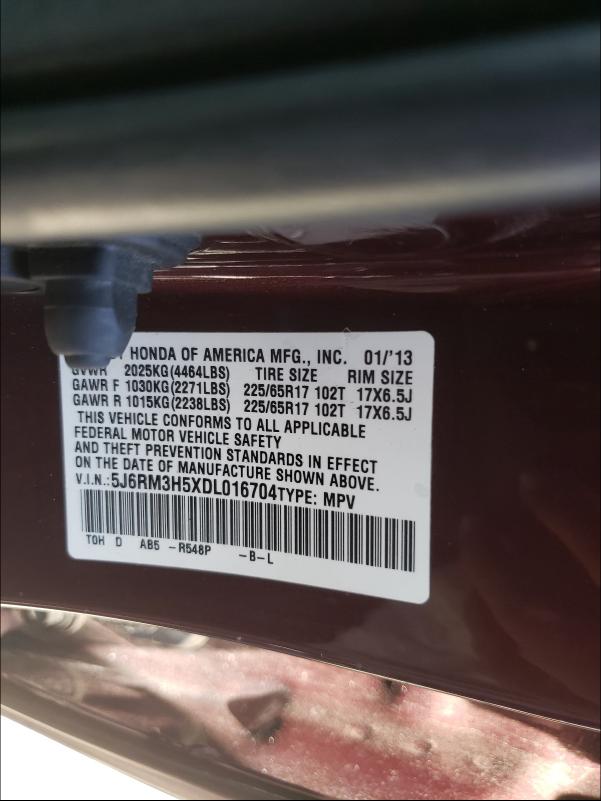 HONDA OF AMERICA MFG., INC. 01/'13
GVWR 2025KG(4464LBS) TIRE SIZE RIM SIZE
GAWR F 1030KG(2271LBS) 225/65R17 102T 17X6.5J
GAWR R 1015KG(2238LBS) 225/65R17 102T 17X6.5J
THIS VEHICLE CONFORMS TO ALL APPLICABLE
FEDERAL MOTOR VEHICLE SAFETY
AND THEFT PREVENTION STANDARDS IN EFFECT
ON THE DATE OF MANUFACTURE SHOWN ABOVE.
V.I.N.:5J6RM3H5XDL016704TYPE: MPV
TOH D AB5 -R548P -B-L